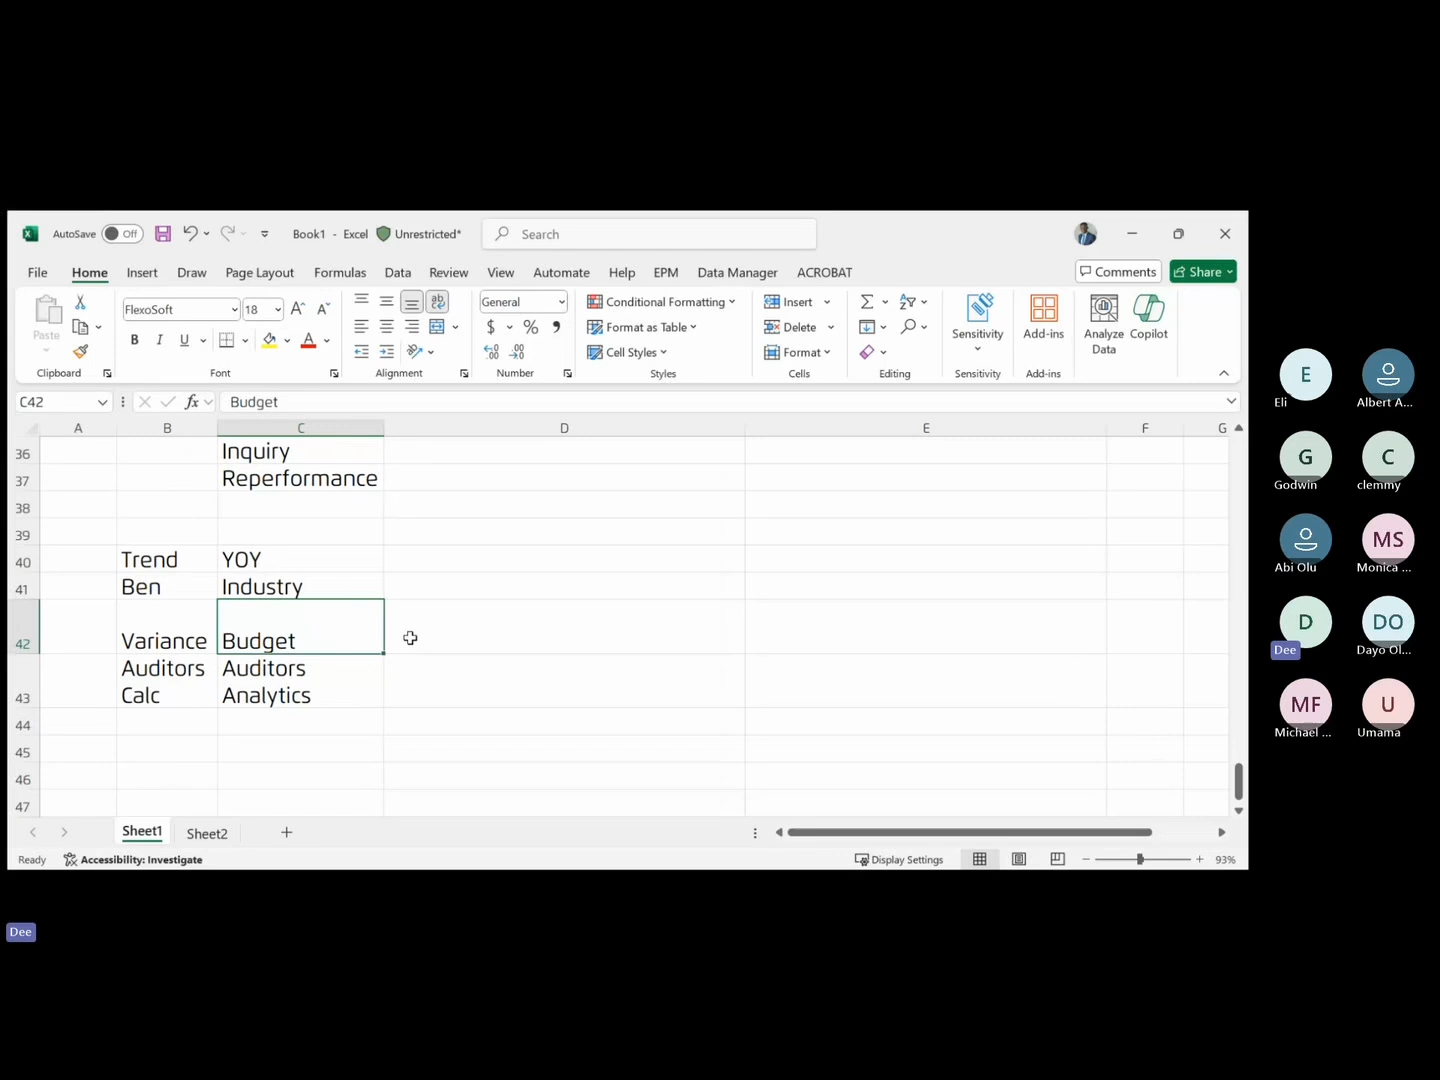 AutoSave Off Book1 - Excel Unrestricted* Search
File Home Insert Draw Page Layout Formulas Data Review View Automate Help EPM Data Manager ACROBAT Comments Share
Paste
FlexoSoft 18 A^ A˅
B I U A
ab
General
$ % 9
Conditional Formatting
Format as Table
Cell Styles
Insert
Delete
Format
Sensitivity
Add-ins
Analyze
Data
Copilot
Clipboard Font Alignment Number Styles Cells Editing Sensitivity Add-ins
C42 fx Budget
A B C D E F G
36 Inquiry
37 Reperformance
38
39
40 Trend YOY
41 Ben Industry
42 Variance Budget
Auditors Auditors
43 Calc Analytics
44
45
46
47
Sheet1 Sheet2 +
Ready Accessibility: Investigate Display Settings - + 93%
E
Eli
Albert A...
G
Godwin
C
clemmy
Abi Olu
MS
Monica ...
D
Dee
DO
Dayo Ol...
MF
Michael ...
U
Umama
Dee